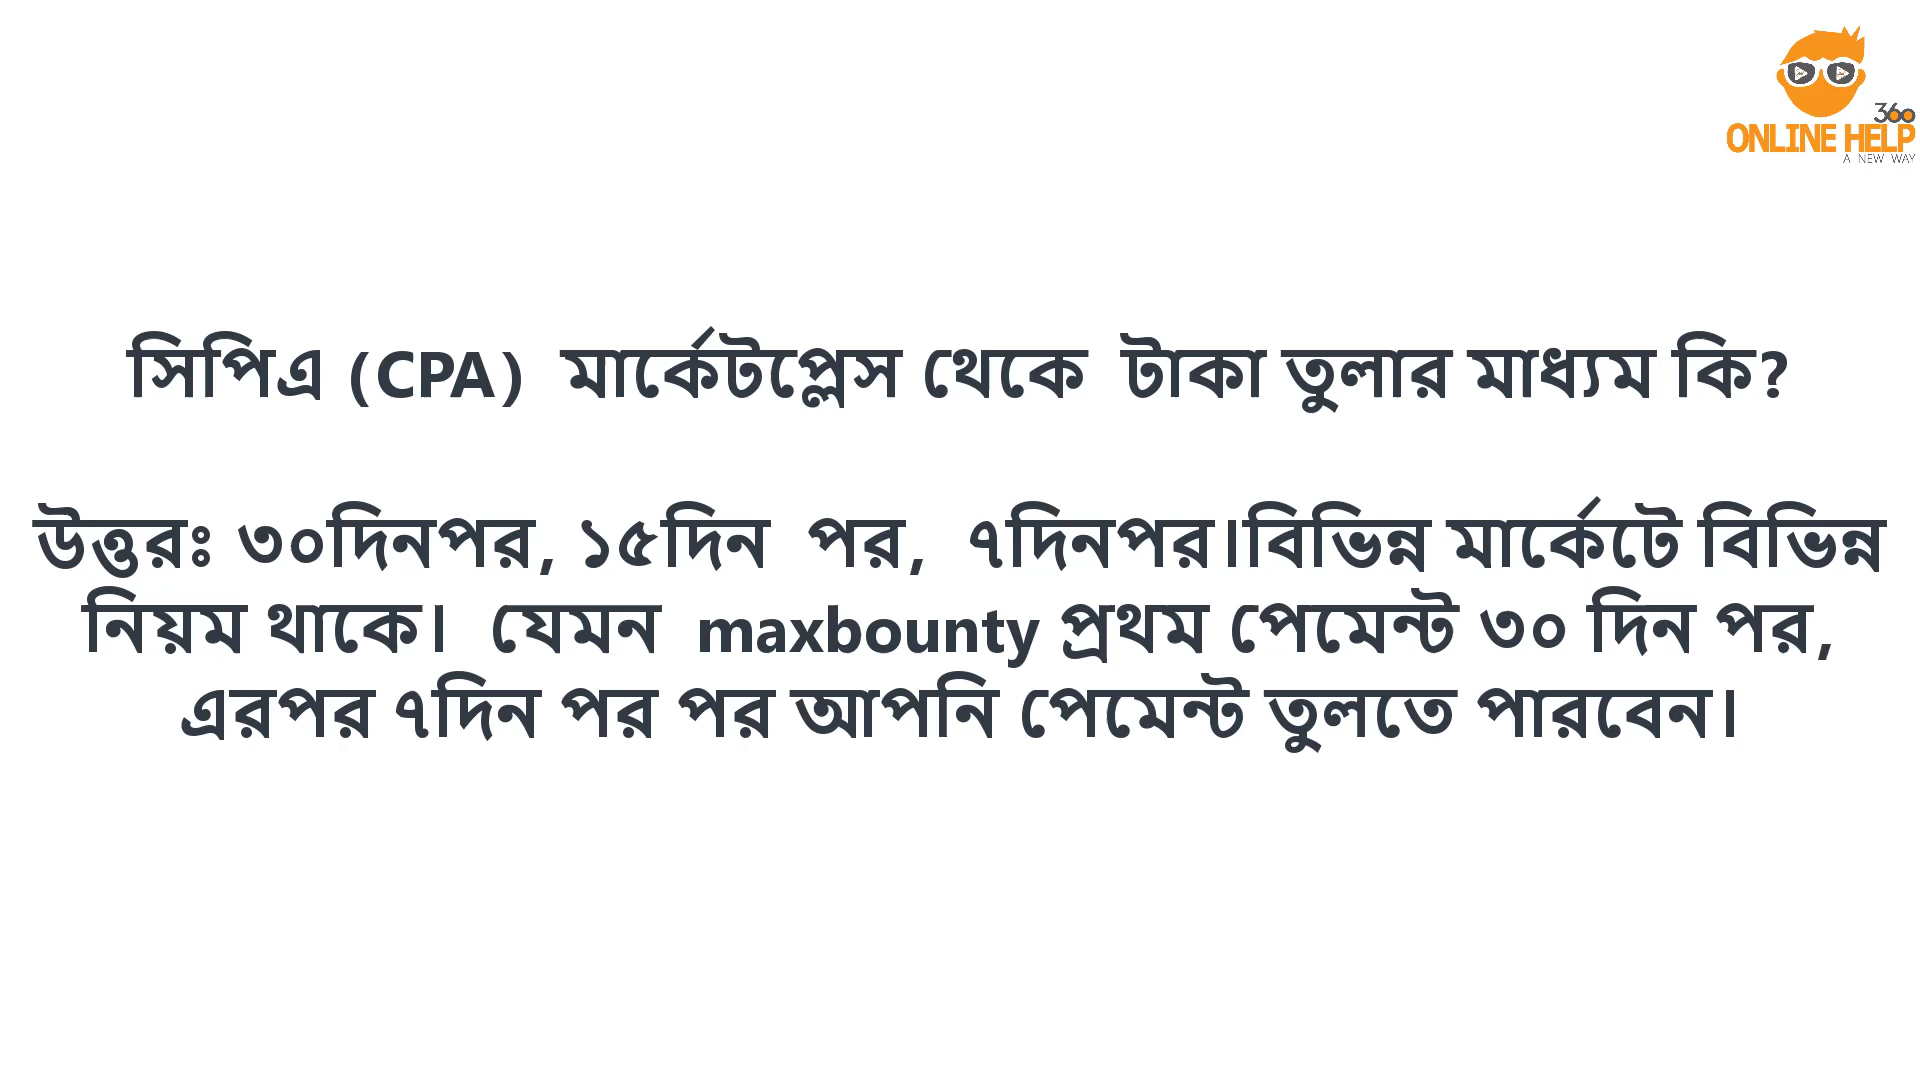 360
ONLINE HELP
A NEW WAY
সিপিএ (CPA) মার্কেটপ্লেস থেকে টাকা তুলার মাধ্যম কি?
উত্তরঃ ৩০দিনপর, ১৫দিন পর, ৭দিনপর।বিভিন্ন মার্কেটে বিভিন্ন
নিয়ম থাকে। যেমন maxbounty প্রথম পেমেন্ট ৩০ দিন পর,
এরপর ৭দিন পর পর আপনি পেমেন্ট তুলতে পারবেন।